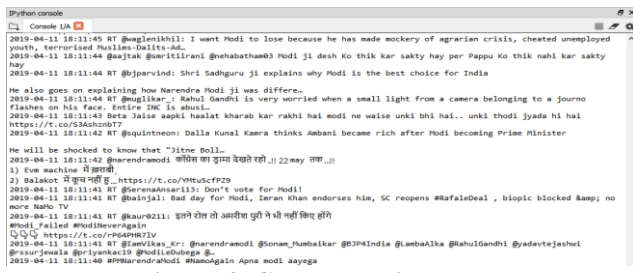 IPython console
Console 1/A
2019-04-11 18:11:45 RT @waglenikhil: I want Modi to lose because he has made mockery of agrarian crisis, cheated unemployed
youth, terrorised Muslims-Dalits-Ad…
2019-04-11 18:11:44 @aajtak @smritiirani @nehabatham03 Modi ji desh Ko thik kar sakty hay per Pappu Ko thik nahi kar sakty
hay
2019-04-11 18:11:44 RT @bjparvind: Shri Sadhguru ji explains why Modi is the best choice for India
He also goes on explaining how Narendra Modi ji was differe…
2019-04-11 18:11:44 RT @muglikar_: Rahul Gandhi is very worried when a small light from a camera belonging to a journo
flashes on his face. Entire INC is abusi…
2019-04-11 18:11:43 Beta Jaise aapki haalat kharab kar rakhi hai modi ne waise unki bhi hai.. unki thodi jyada hi hai
https://t.co/S3AshznbT7
2019-04-11 18:11:42 RT @squintneon: Dalla Kunal Kamra thinks Ambani became rich after Modi becoming Prime Minister
He will be shocked to know that "Jitne Boll…
2019-04-11 18:11:42 @narendramodi काँग्रेस का ड्रामा देखते रहो ..!! 22 may तक ..!!
1) Evm machine में ख़राबी
2) Balakot में कूच नहीं हु_ https://t.co/YMtuScfPZ9
2019-04-11 18:11:41 RT @SerenaAnsari13: Don't vote for Modi!
2019-04-11 18:11:41 RT @bainjal: Bad day for Modi, Imran Khan endorses him, SC reopens #RafaleDeal , biopic blocked &amp; no
more NaMo TV
2019-04-11 18:11:41 RT @kaur0211: इतने रोल तो अमरीश पुरी ने भी नहीं किए होंगे
#Modi_Failed #ModiNeverAgain
https://t.co/rP64PHR7lV
2019-04-11 18:11:41 RT @IamVikas_Kr: @narendramodi @Sonam_Mumbaikar @BJP4India @LambaAlka @RahulGandhi @yadavtejashwi
@rssurjewala @priyankac19 @ModiLeDubega @…
2019-04-11 18:11:40 #PMNarendraModi #NamoAgain Apna modi aayega